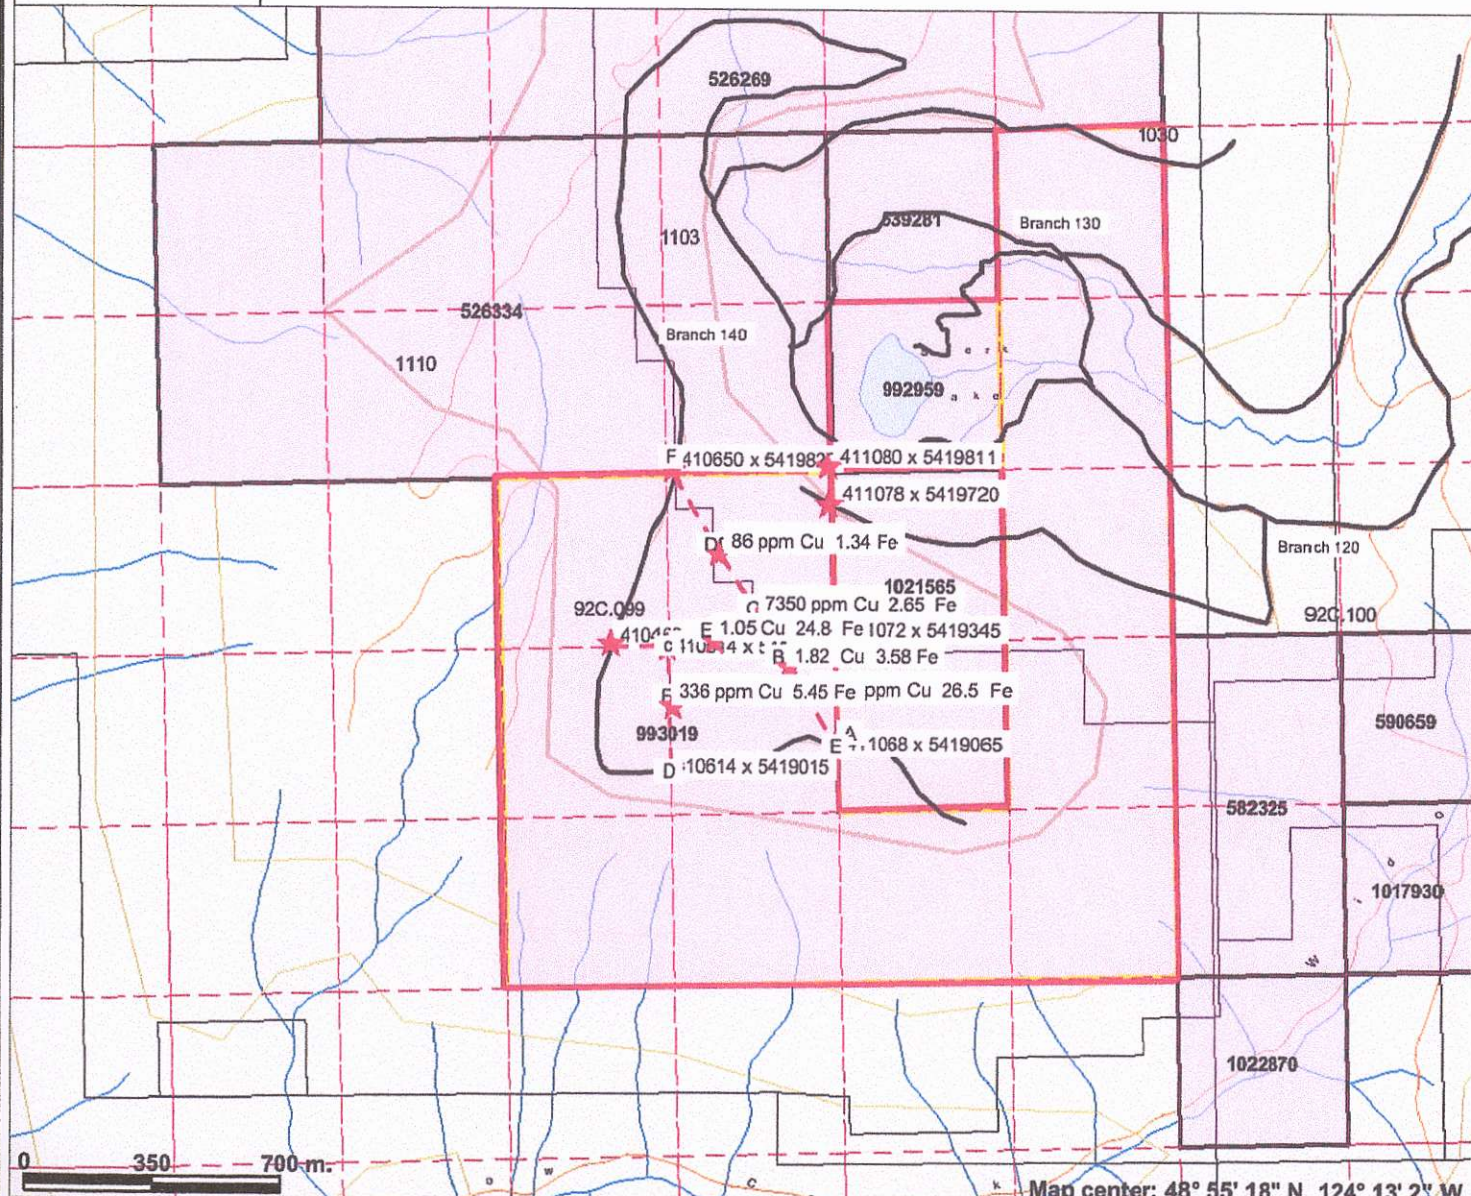 526269
1030
539281
Branch 130
1103
526334
Branch 140
1110
992959
F 410650 x 541982
411080 x 5419811
411078 x 5419720
86 ppm Cu 1.34 Fe
Branch 120
1021565
7350 ppm Cu 2.65 Fe
92C.099
92C.100
E 1.05 Cu 24.8 Fe
1072 x 5419345
B 1.82 Cu 3.58 Fe
336 ppm Cu 5.45 Fe
ppm Cu 26.5 Fe
590659
993019
A
E
1068 x 5419065
D
10614 x 5419015
582325
1017930
1022870
0 350 700 m.
Map center: 48° 55' 18" N, 124° 13' 2" W